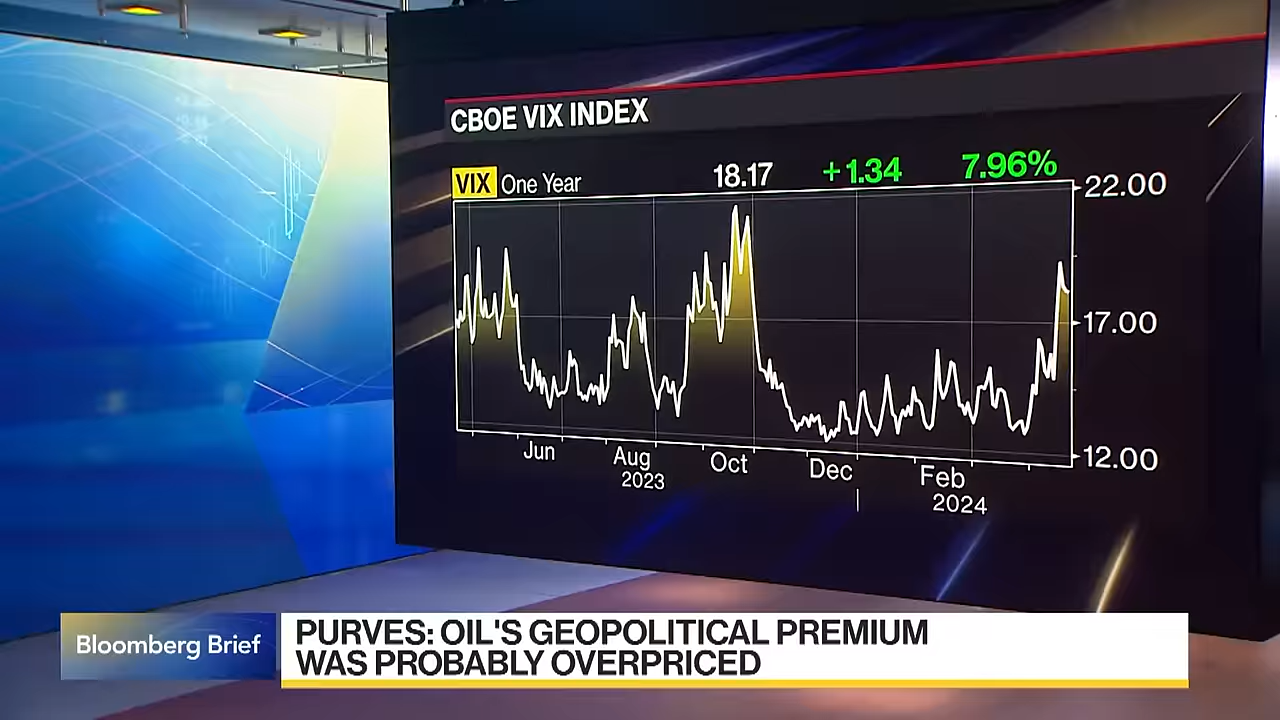 CBOE VIX INDEX
VIX One Year 18.17 +1.34 7.96%
22.00
17.00
12.00
Jun Aug Oct Dec Feb
2023 2024
Bloomberg Brief
PURVES: OIL'S GEOPOLITICAL PREMIUM
WAS PROBABLY OVERPRICED